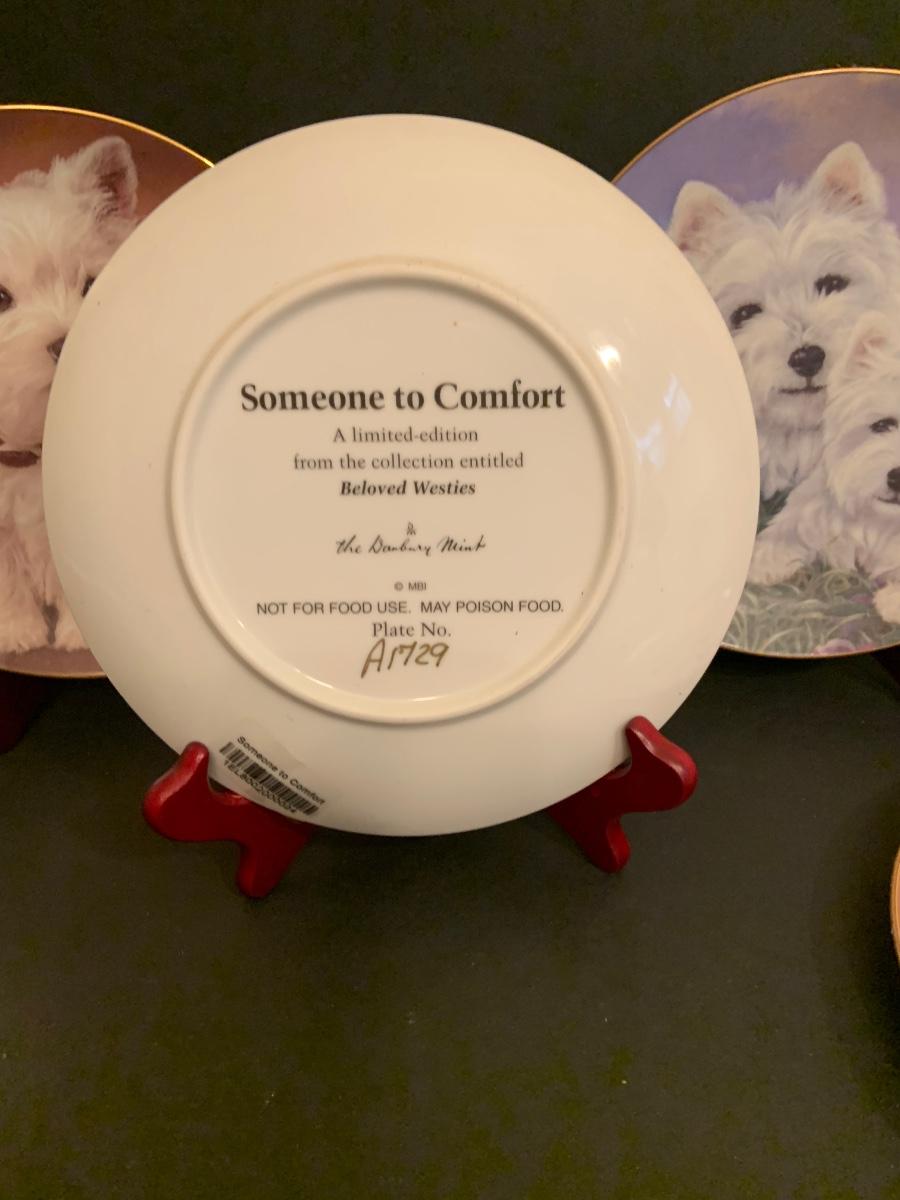 Someone to Comfort
A limited-edition
from the collection entitled
Beloved Westies
the Danbury Mint
© MBI
NOT FOR FOOD USE. MAY POISON FOOD.
Plate No.
A1729
Someone to Comfort